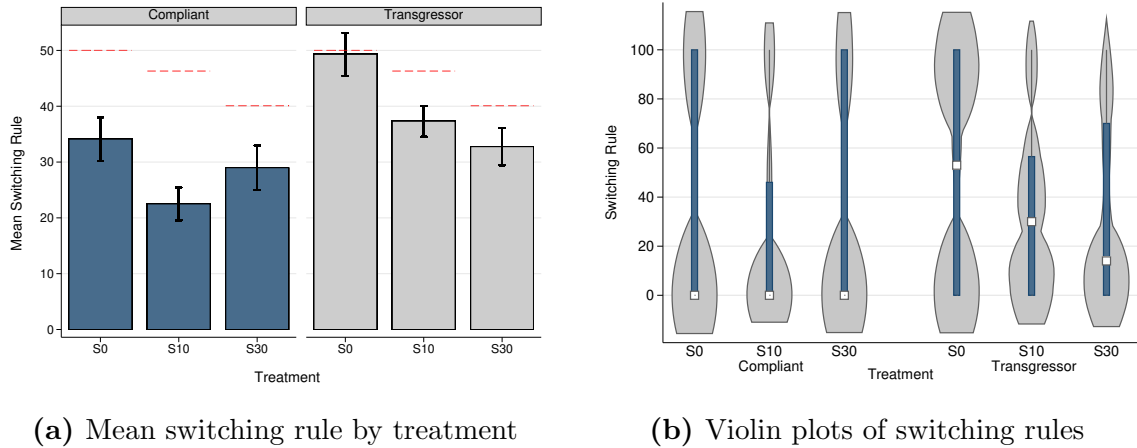 Compliant Transgressor
Mean Switching Rule
50
40
30
20
10
0
S0 S10 S30 S0 S10 S30
Treatment
(a) Mean switching rule by treatment
Switching Rule
100
80
60
40
20
0
S0 S10 S30 S0 S10 S30
Compliant Treatment Transgressor
(b) Violin plots of switching rules